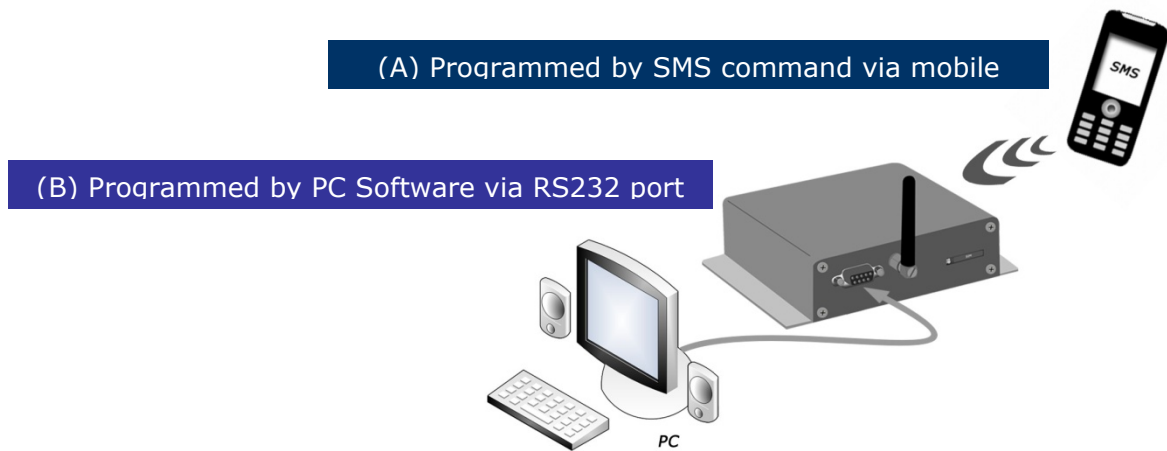 (A) Programmed by SMS command via mobile
SMS
(B) Programmed by PC Software via RS232 port
PC